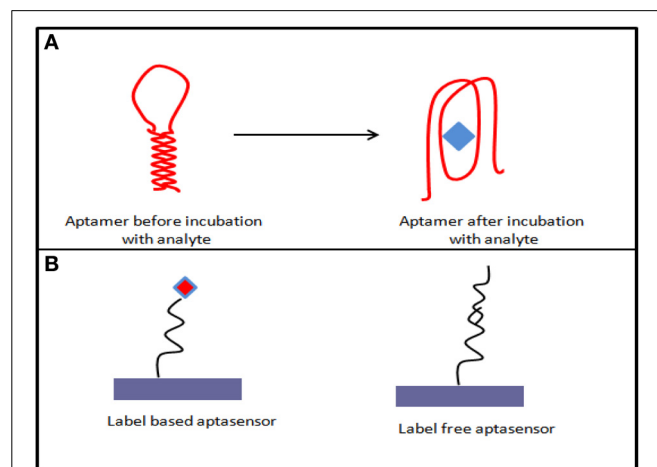 A
Aptamer before incubation
with analyte
Aptamer after incubation
with analyte
B
Label based aptasensor
Label free aptasensor